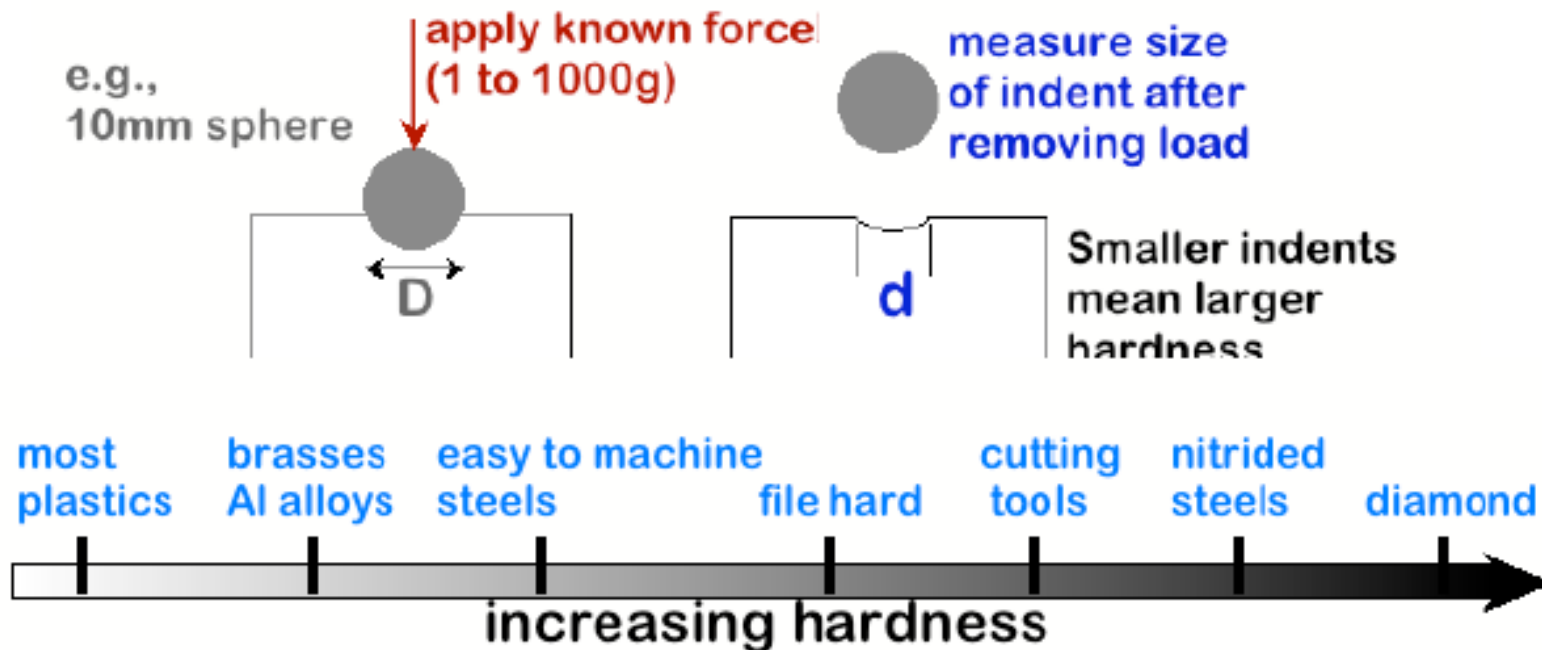 apply known force
(1 to 1000g)
e.g.,
10mm sphere
D
measure size
of indent after
removing load
d
Smaller indents
mean larger
hardness
most
plastics
brasses
Al alloys
easy to machine
steels
file hard
cutting
tools
nitrided
steels
diamond
increasing hardness